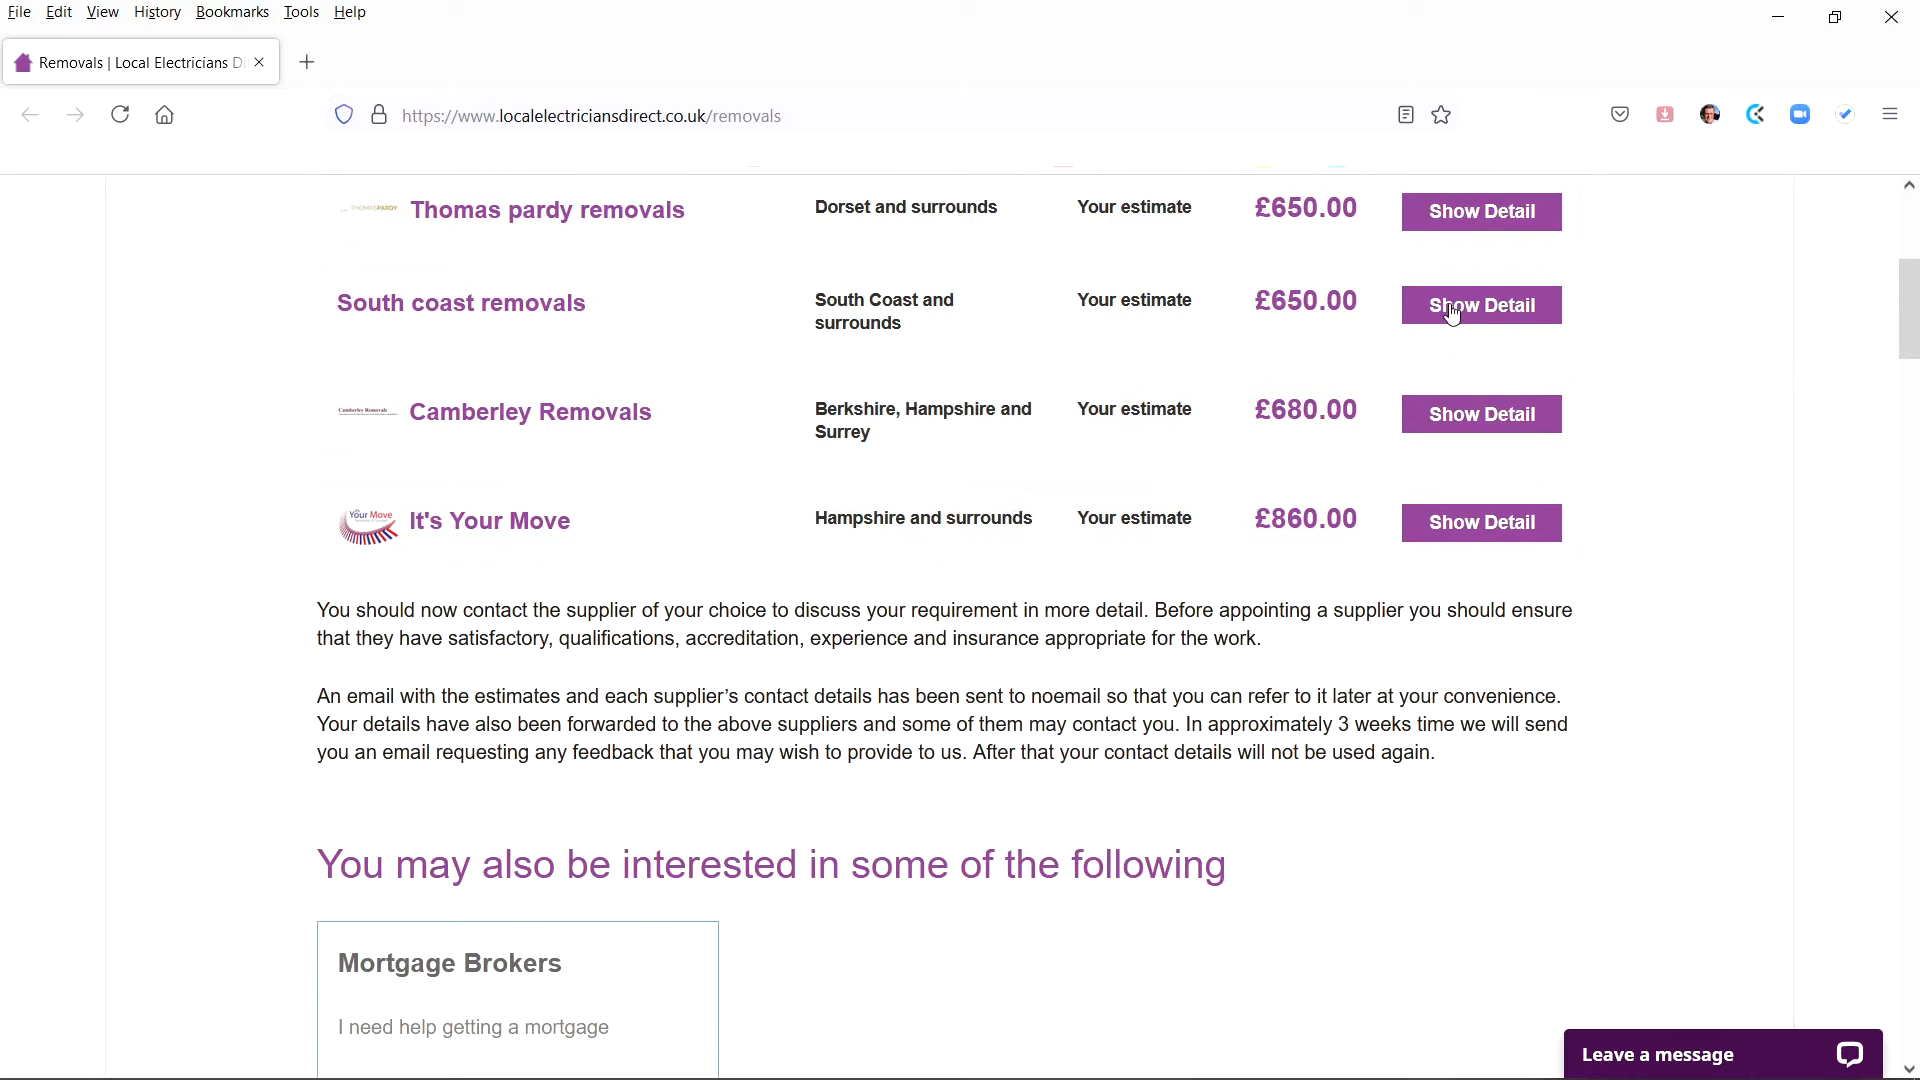 File Edit View History Bookmarks Tools Help
Removals | Local Electricians Di
https://www.localelectriciansdirect.co.uk/removals
THOMASPARDY Thomas pardy removals Dorset and surrounds Your estimate £650.00 Show Detail
South coast removals South Coast and Your estimate £650.00 Show Detail
surrounds
Camberley Removals Camberley Removals Berkshire, Hampshire and Your estimate £680.00 Show Detail
Surrey
Your Move It's Your Move Hampshire and surrounds Your estimate £860.00 Show Detail
You should now contact the supplier of your choice to discuss your requirement in more detail. Before appointing a supplier you should ensure
that they have satisfactory, qualifications, accreditation, experience and insurance appropriate for the work.
An email with the estimates and each supplier's contact details has been sent to noemail so that you can refer to it later at your convenience.
Your details have also been forwarded to the above suppliers and some of them may contact you. In approximately 3 weeks time we will send
you an email requesting any feedback that you may wish to provide to us. After that your contact details will not be used again.
You may also be interested in some of the following
Mortgage Brokers
I need help getting a mortgage
Leave a message